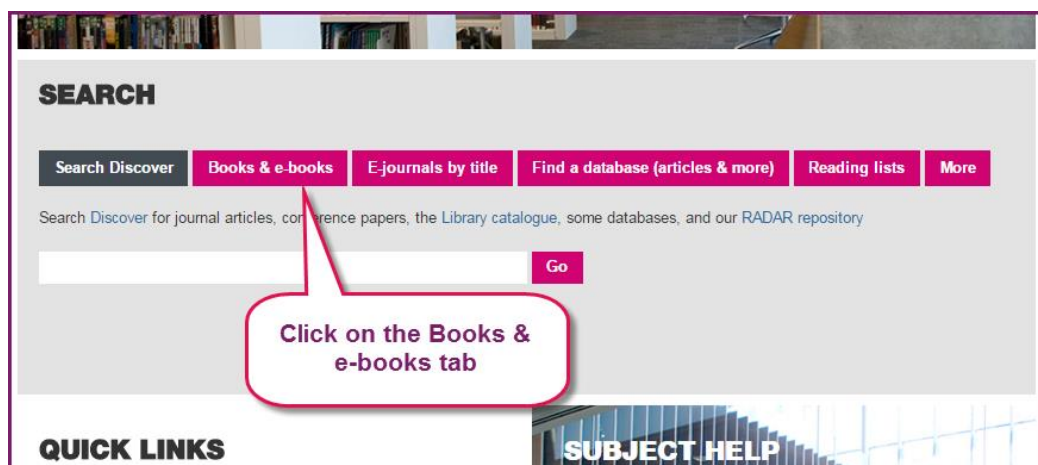 SEARCH
Search Discover Books & e-books E-journals by title Find a database (articles & more) Reading lists More
Search Discover for journal articles, conference papers, the Library catalogue, some databases, and our RADAR repository
Go
Click on the Books &
e-books tab
QUICK LINKS
SUBJECT HELP